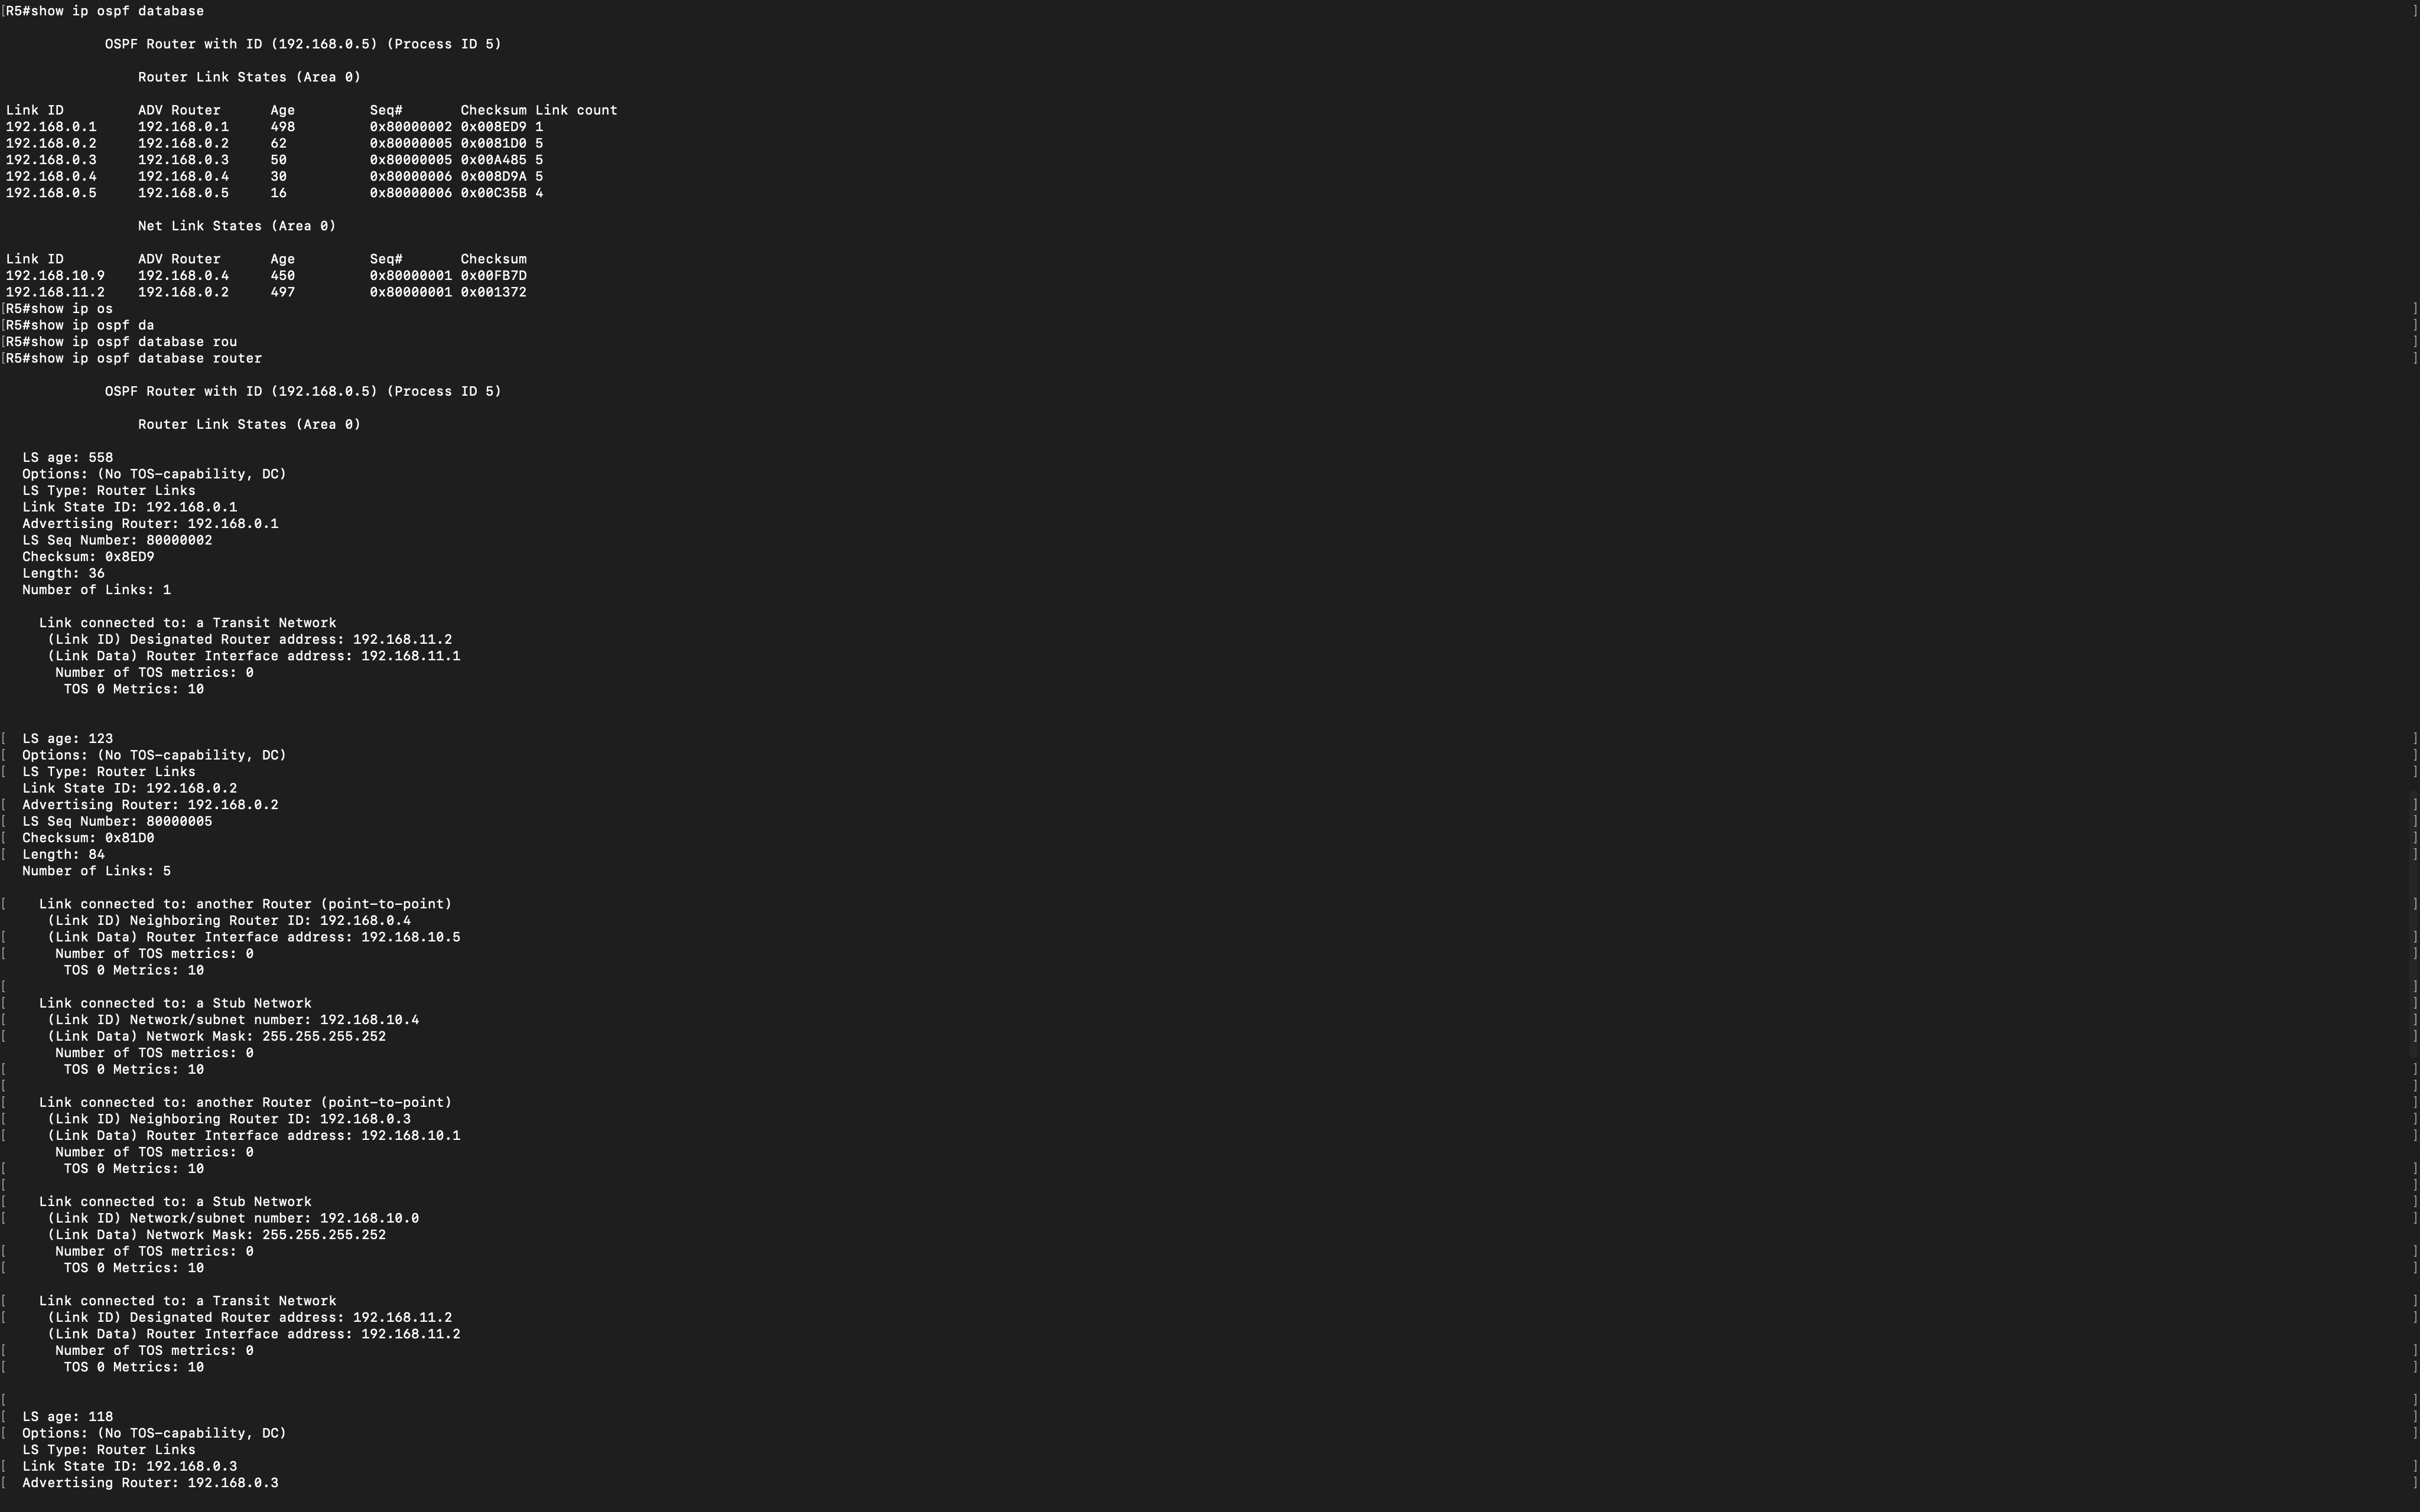 [R5#show ip ospf database ]
OSPF Router with ID (192.168.0.5) (Process ID 5)
Router Link States (Area 0)
Link ID ADV Router Age Seq# Checksum Link count
192.168.0.1 192.168.0.1 498 0x80000002 0x008ED9 1
192.168.0.2 192.168.0.2 62 0x80000005 0x0081D0 5
192.168.0.3 192.168.0.3 50 0x80000005 0x00A485 5
192.168.0.4 192.168.0.4 30 0x80000006 0x008D9A 5
192.168.0.5 192.168.0.5 16 0x80000006 0x00C35B 4
Net Link States (Area 0)
Link ID ADV Router Age Seq# Checksum
192.168.10.9 192.168.0.4 450 0x80000001 0x00FB7D
192.168.11.2 192.168.0.2 497 0x80000001 0x001372
[R5#show ip os ]
[R5#show ip ospf da ]
[R5#show ip ospf database rou ]
[R5#show ip ospf database router ]
OSPF Router with ID (192.168.0.5) (Process ID 5)
Router Link States (Area 0)
LS age: 558
Options: (No TOS-capability, DC)
LS Type: Router Links
Link State ID: 192.168.0.1
Advertising Router: 192.168.0.1
LS Seq Number: 80000002
Checksum: 0x8ED9
Length: 36
Number of Links: 1
Link connected to: a Transit Network
(Link ID) Designated Router address: 192.168.11.2
(Link Data) Router Interface address: 192.168.11.1
Number of TOS metrics: 0
TOS 0 Metrics: 10
[ LS age: 123 ]
[ Options: (No TOS-capability, DC) ]
[ LS Type: Router Links ]
Link State ID: 192.168.0.2
[ Advertising Router: 192.168.0.2 ]
[ LS Seq Number: 80000005 ]
[ Checksum: 0x81D0 ]
[ Length: 84 ]
Number of Links: 5
[ Link connected to: another Router (point-to-point) ]
(Link ID) Neighboring Router ID: 192.168.0.4
[ (Link Data) Router Interface address: 192.168.10.5 ]
[ Number of TOS metrics: 0 ]
TOS 0 Metrics: 10
[ ]
[ Link connected to: a Stub Network ]
[ (Link ID) Network/subnet number: 192.168.10.4 ]
[ (Link Data) Network Mask: 255.255.255.252 ]
Number of TOS metrics: 0
[ TOS 0 Metrics: 10 ]
[ ]
[ Link connected to: another Router (point-to-point) ]
[ (Link ID) Neighboring Router ID: 192.168.0.3 ]
[ (Link Data) Router Interface address: 192.168.10.1 ]
Number of TOS metrics: 0
[ TOS 0 Metrics: 10 ]
[ ]
[ Link connected to: a Stub Network ]
[ (Link ID) Network/subnet number: 192.168.10.0 ]
(Link Data) Network Mask: 255.255.255.252
[ Number of TOS metrics: 0 ]
[ TOS 0 Metrics: 10 ]
[ Link connected to: a Transit Network ]
[ (Link ID) Designated Router address: 192.168.11.2 ]
(Link Data) Router Interface address: 192.168.11.2
[ Number of TOS metrics: 0 ]
[ TOS 0 Metrics: 10 ]
[ ]
[ LS age: 118 ]
[ Options: (No TOS-capability, DC) ]
LS Type: Router Links
[ Link State ID: 192.168.0.3 ]
[ Advertising Router: 192.168.0.3 ]